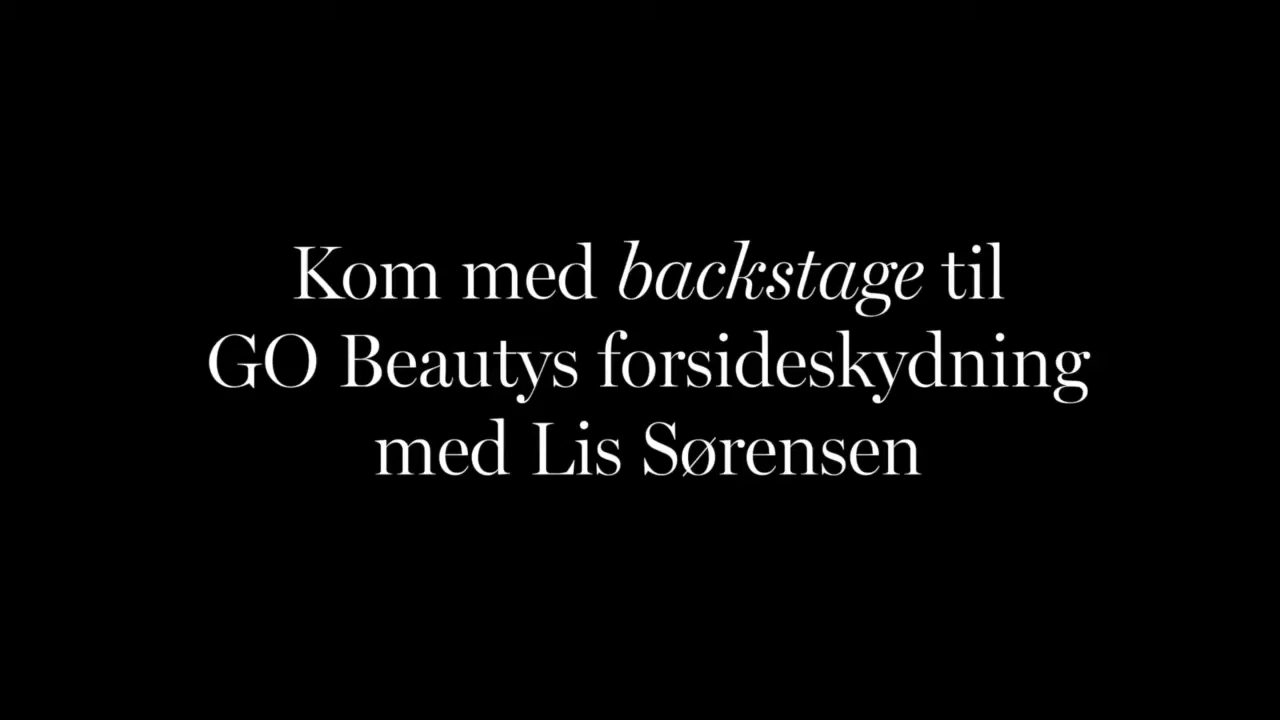 Kom med backstage til
GO Beautys forsideskydning
med Lis Sørensen